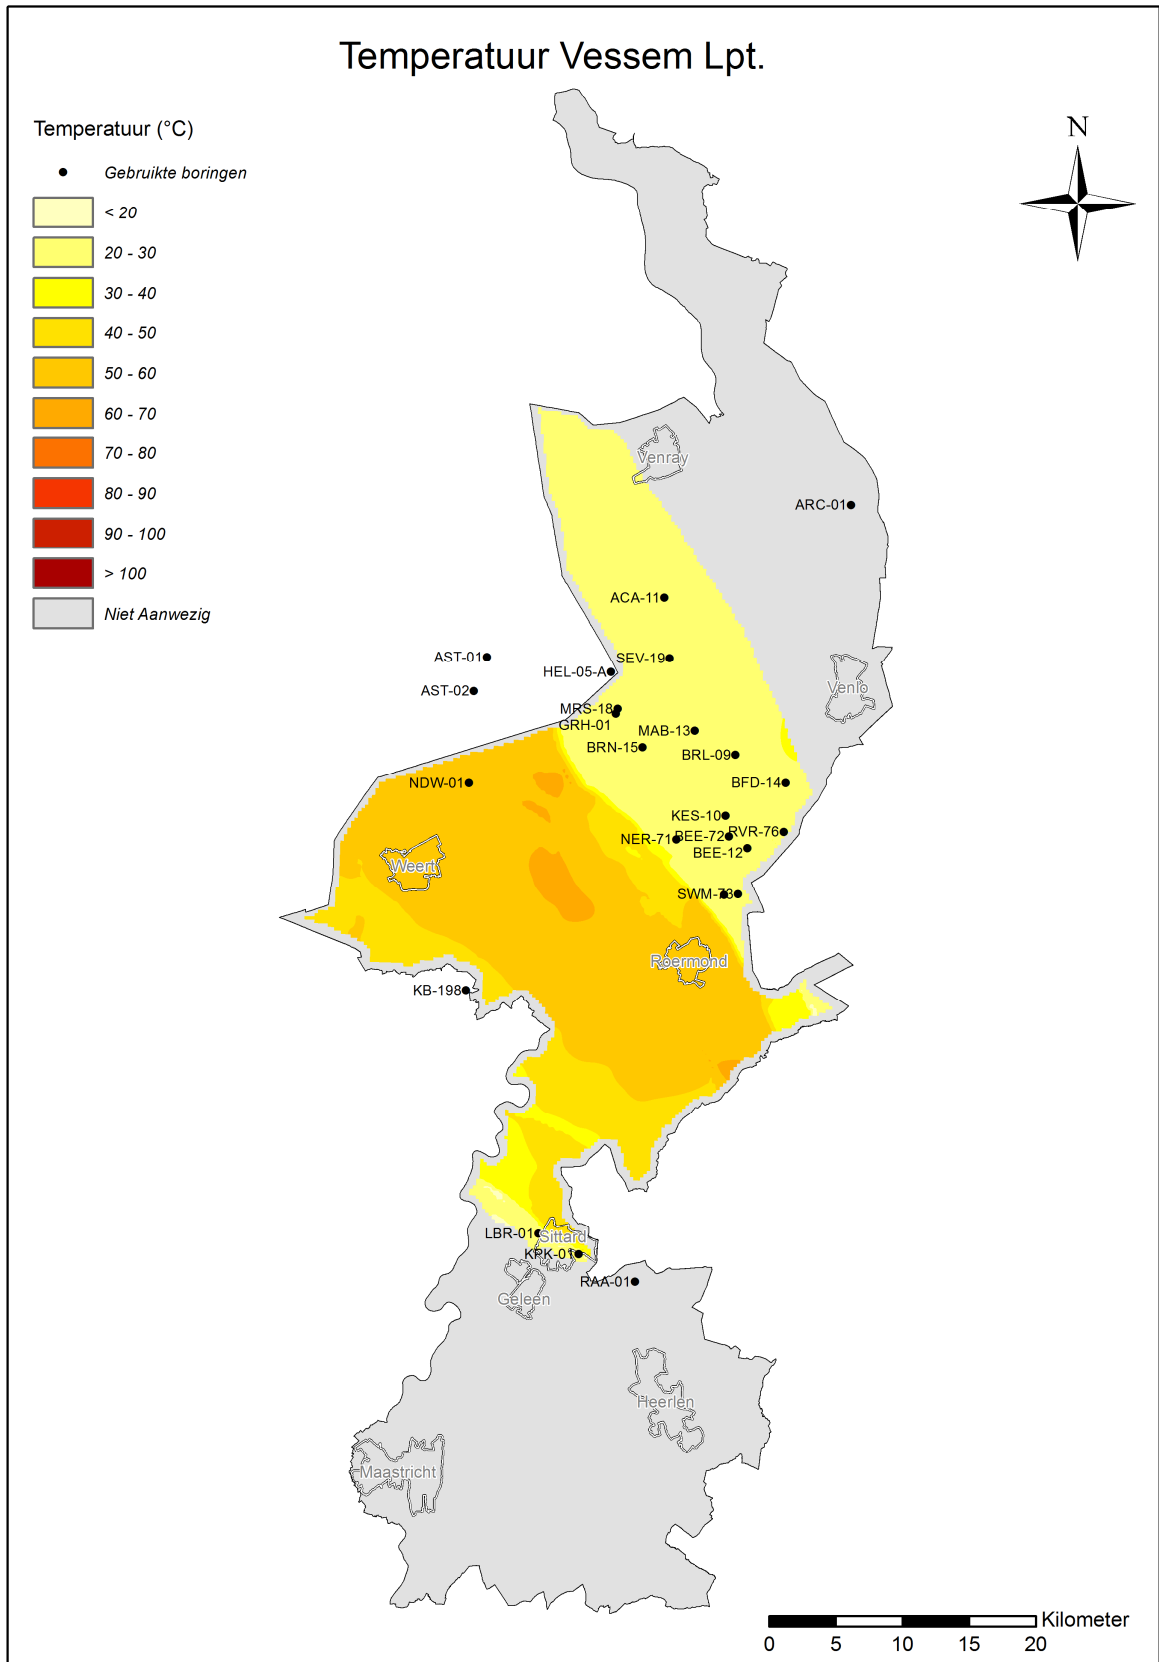 Temperatuur Vessem Lpt.
Temperatuur (°C)
Gebruikte boringen
< 20
20 - 30
30 - 40
40 - 50
50 - 60
60 - 70
70 - 80
80 - 90
90 - 100
> 100
Niet Aanwezig
N
Venray
ARC-01
ACA-11
AST-01
SEV-19
HEL-05-A
AST-02
Venlo
MRS-18
GRH-01
MAB-13
BRN-15
BRL-09
NDW-01
BFD-14
KES-10
RVR-76
BEE-72
NER-71
BEE-12
Weert
SWM-73
Roermond
KB-198
LBR-01
Sittard
KPK-01
RAA-01
Geleen
Heerlen
Maastricht
Kilometer
0 5 10 15 20